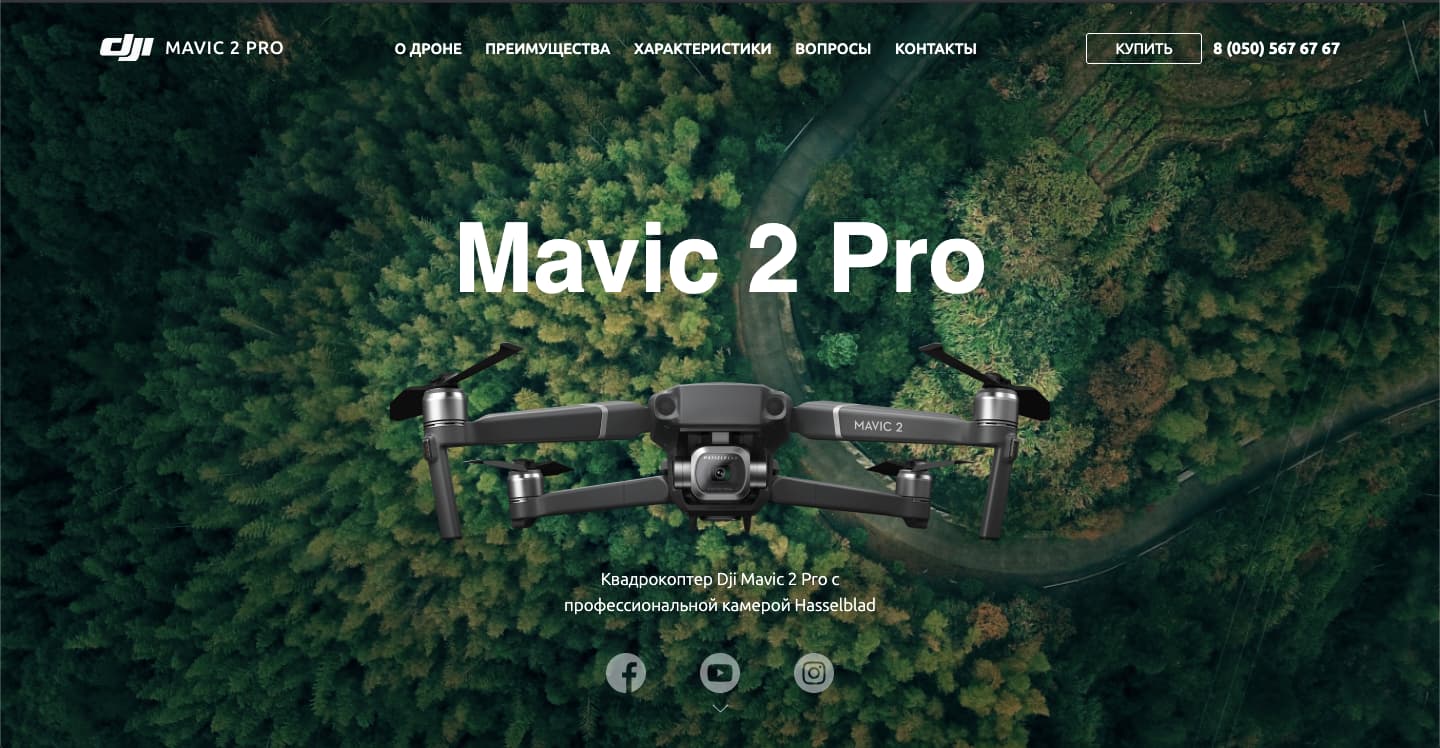 dji MAVIC 2 PRO
О ДРОНЕ ПРЕИМУЩЕСТВА ХАРАКТЕРИСТИКИ ВОПРОСЫ КОНТАКТЫ
КУПИТЬ 8 (050) 567 67 67
Mavic 2 Pro
MAVIC 2
HASSELBLAD
Квадрокоптер Dji Mavic 2 Pro с
профессиональной камерой Hasselblad